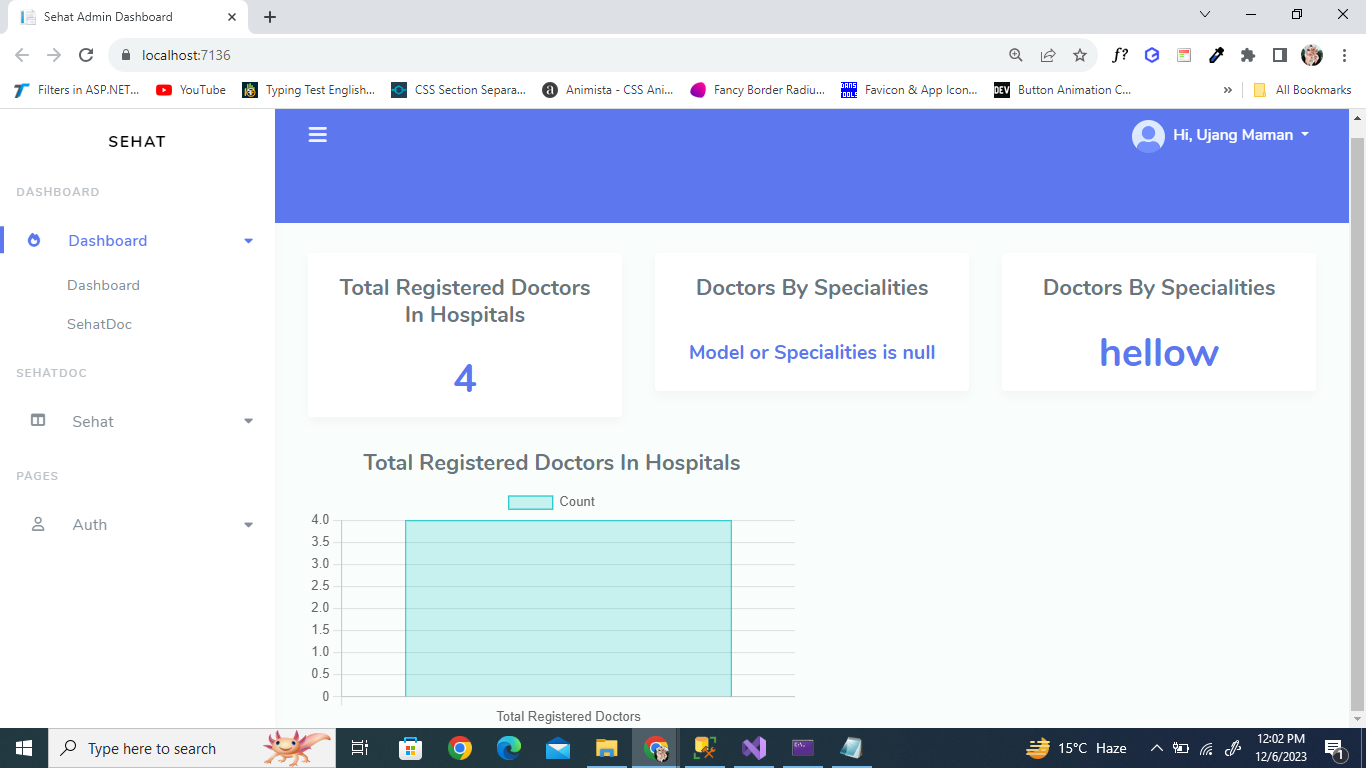 Sehat Admin Dashboard
localhost:7136
Filters in ASP.NET...
YouTube
Typing Test English...
CSS Section Separa...
Animista - CSS Ani...
Fancy Border Radiu...
DANS TOOLS
Favicon & App Icon...
DEV
Button Animation C...
»
All Bookmarks
SEHAT
Hi, Ujang Maman
DASHBOARD
Dashboard
Dashboard
SehatDoc
SEHATDOC
Sehat
PAGES
Auth
Total Registered Doctors
In Hospitals
4
Doctors By Specialities
Model or Specialities is null
Doctors By Specialities
hellow
Total Registered Doctors In Hospitals
Count
4.0
3.5
3.0
2.5
2.0
1.5
1.0
0.5
0
Total Registered Doctors
Type here to search
15°C Haze
12:02 PM
12/6/2023
1